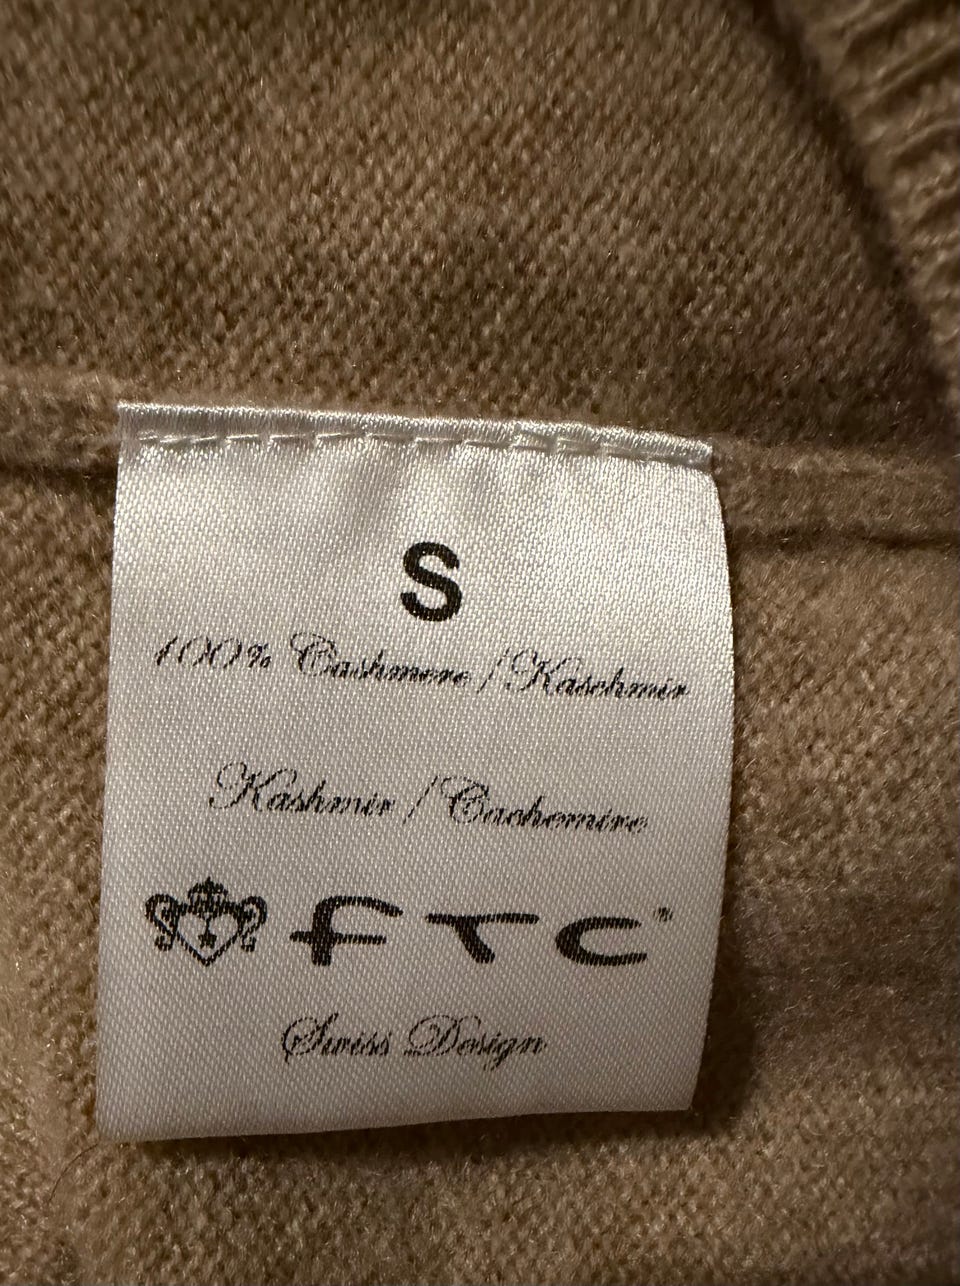 S
100% Cashmere / Kaschmir
Kashmir / Cachemire
FTC®
Swiss Design